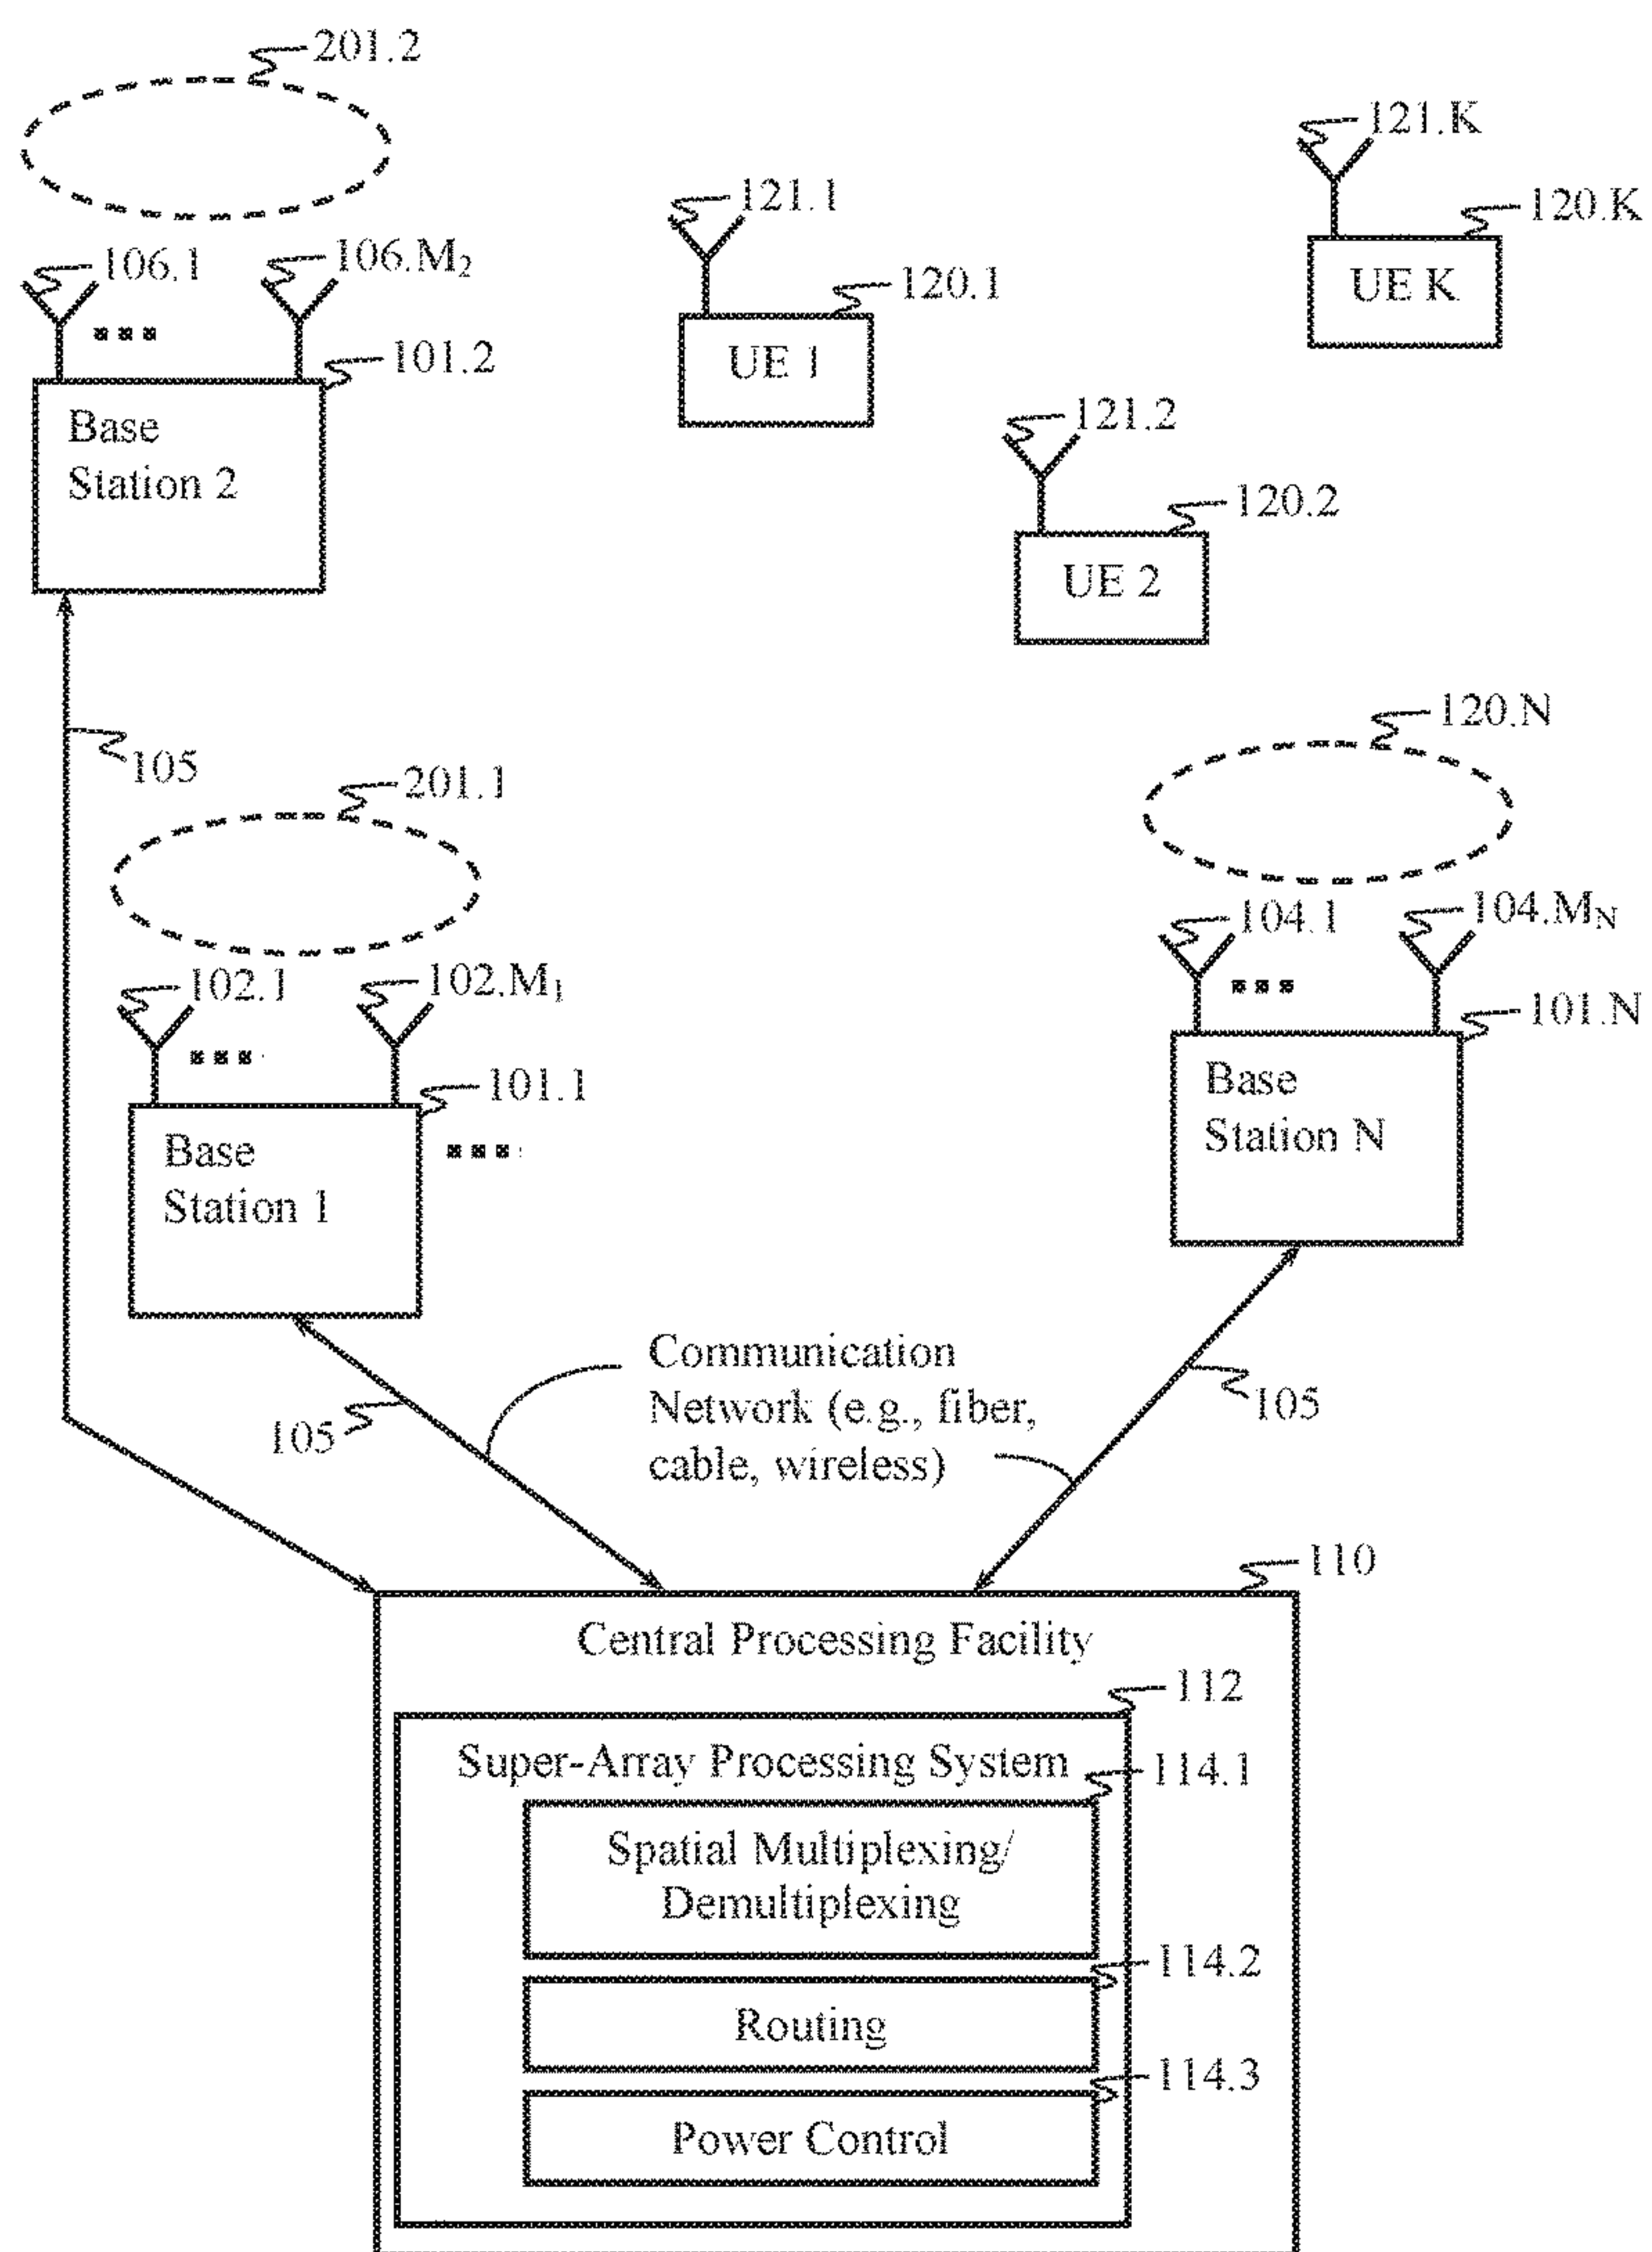 201.2
121.K
121.1
120.K
106.1
106.M₂
120.1
UE K
101.2
UE 1
121.2
Base
Station 2
120.2
UE 2
120.N
105
201.1
104.1
104.M_N
102.1
102.M₁
101.N
101.1
Base
Station N
Base
Station 1
Communication
Network (e.g., fiber,
cable, wireless)
105
105
110
Central Processing Facility
112
Super-Array Processing System
114.1
Spatial Multiplexing/
Demultiplexing
114.2
Routing
114.3
Power Control